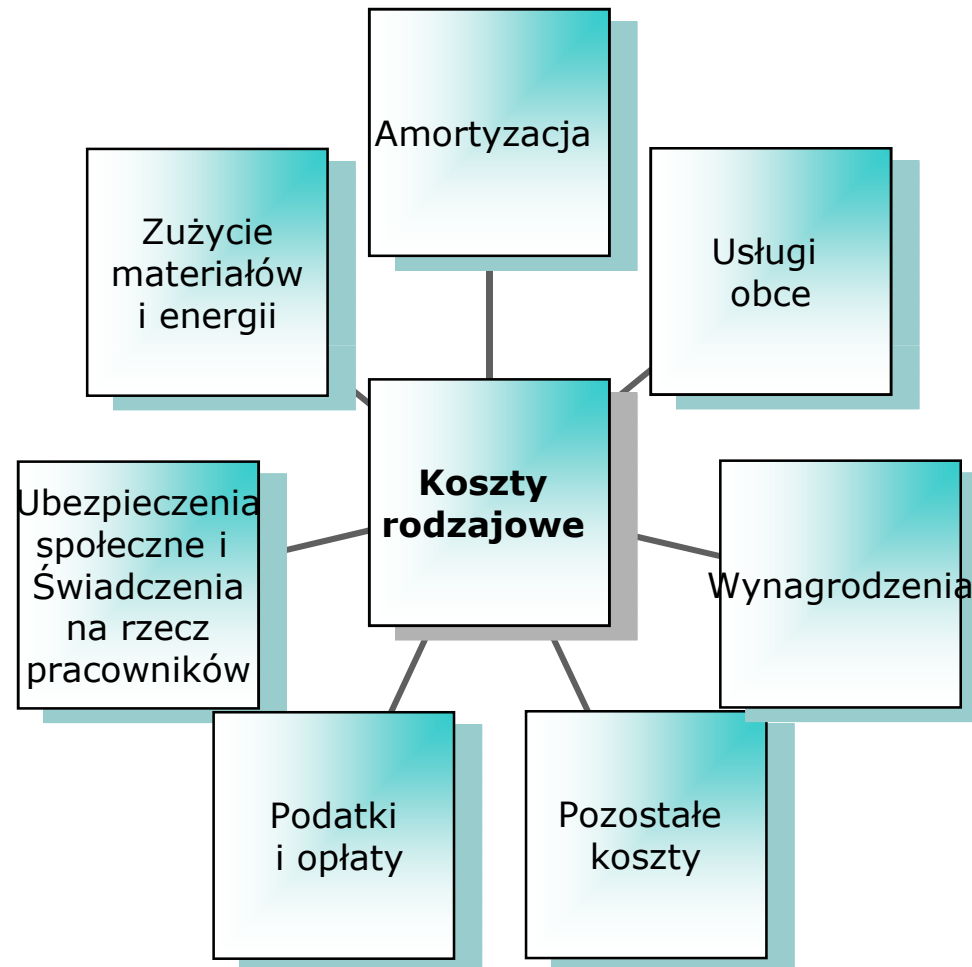 Amortyzacja
Zużycie
materiałów
i energii
Usługi
obce
Koszty
rodzajowe
Ubezpieczenia
społeczne i
Świadczenia
na rzecz
pracowników
Wynagrodzenia
Podatki
i opłaty
Pozostałe
koszty